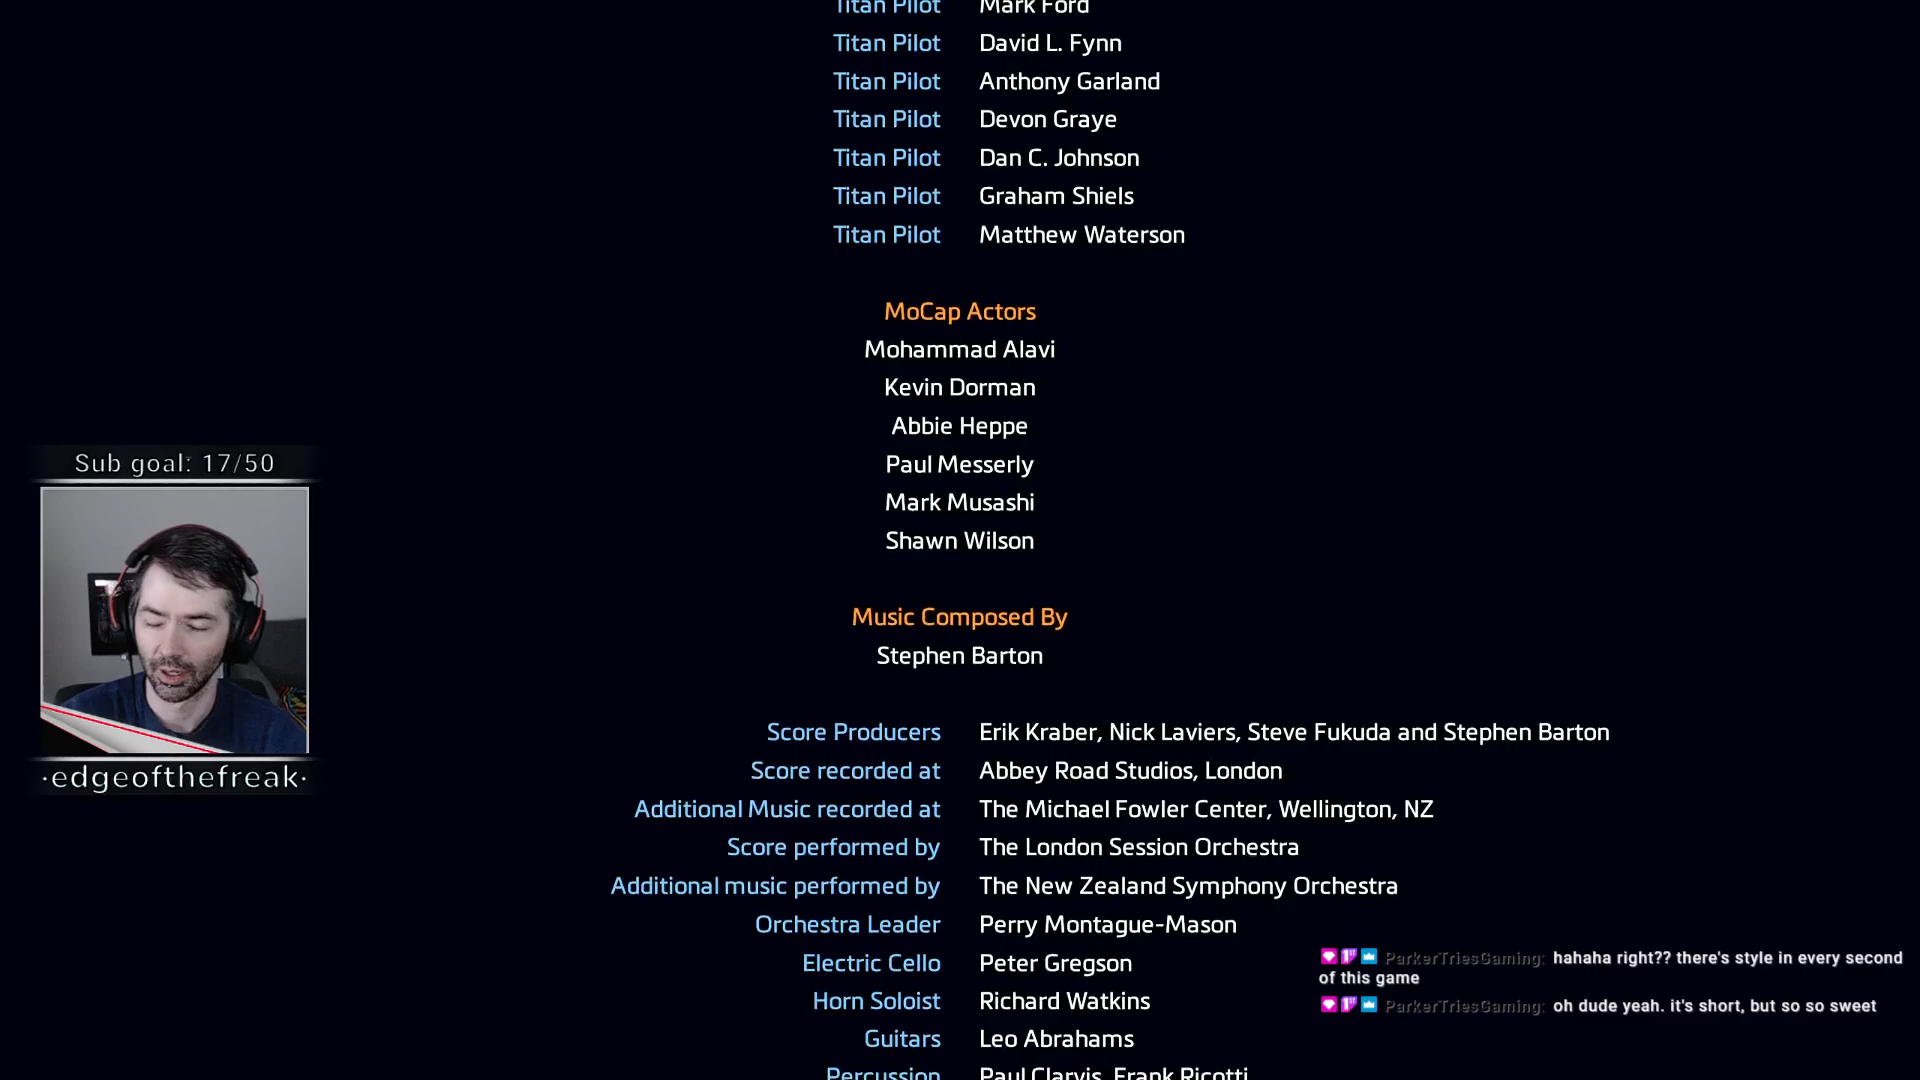 Titan Pilot Mark Ford
Titan Pilot David L. Fynn
Titan Pilot Anthony Garland
Titan Pilot Devon Graye
Titan Pilot Dan C. Johnson
Titan Pilot Graham Shiels
Titan Pilot Matthew Waterson
MoCap Actors
Mohammad Alavi
Kevin Dorman
Abbie Heppe
Paul Messerly
Mark Musashi
Shawn Wilson
Music Composed By
Stephen Barton
Score Producers Erik Kraber, Nick Laviers, Steve Fukuda and Stephen Barton
Score recorded at Abbey Road Studios, London
Additional Music recorded at The Michael Fowler Center, Wellington, NZ
Score performed by The London Session Orchestra
Additional music performed by The New Zealand Symphony Orchestra
Orchestra Leader Perry Montague-Mason
Electric Cello Peter Gregson
Horn Soloist Richard Watkins
Guitars Leo Abrahams
Percussion Paul Clarvis, Frank Ricotti
Sub goal: 17/50
·edgeofthefreak·
ParkerTriesGaming: hahaha right?? there's style in every second
of this game
ParkerTriesGaming: oh dude yeah. it's short, but so so sweet